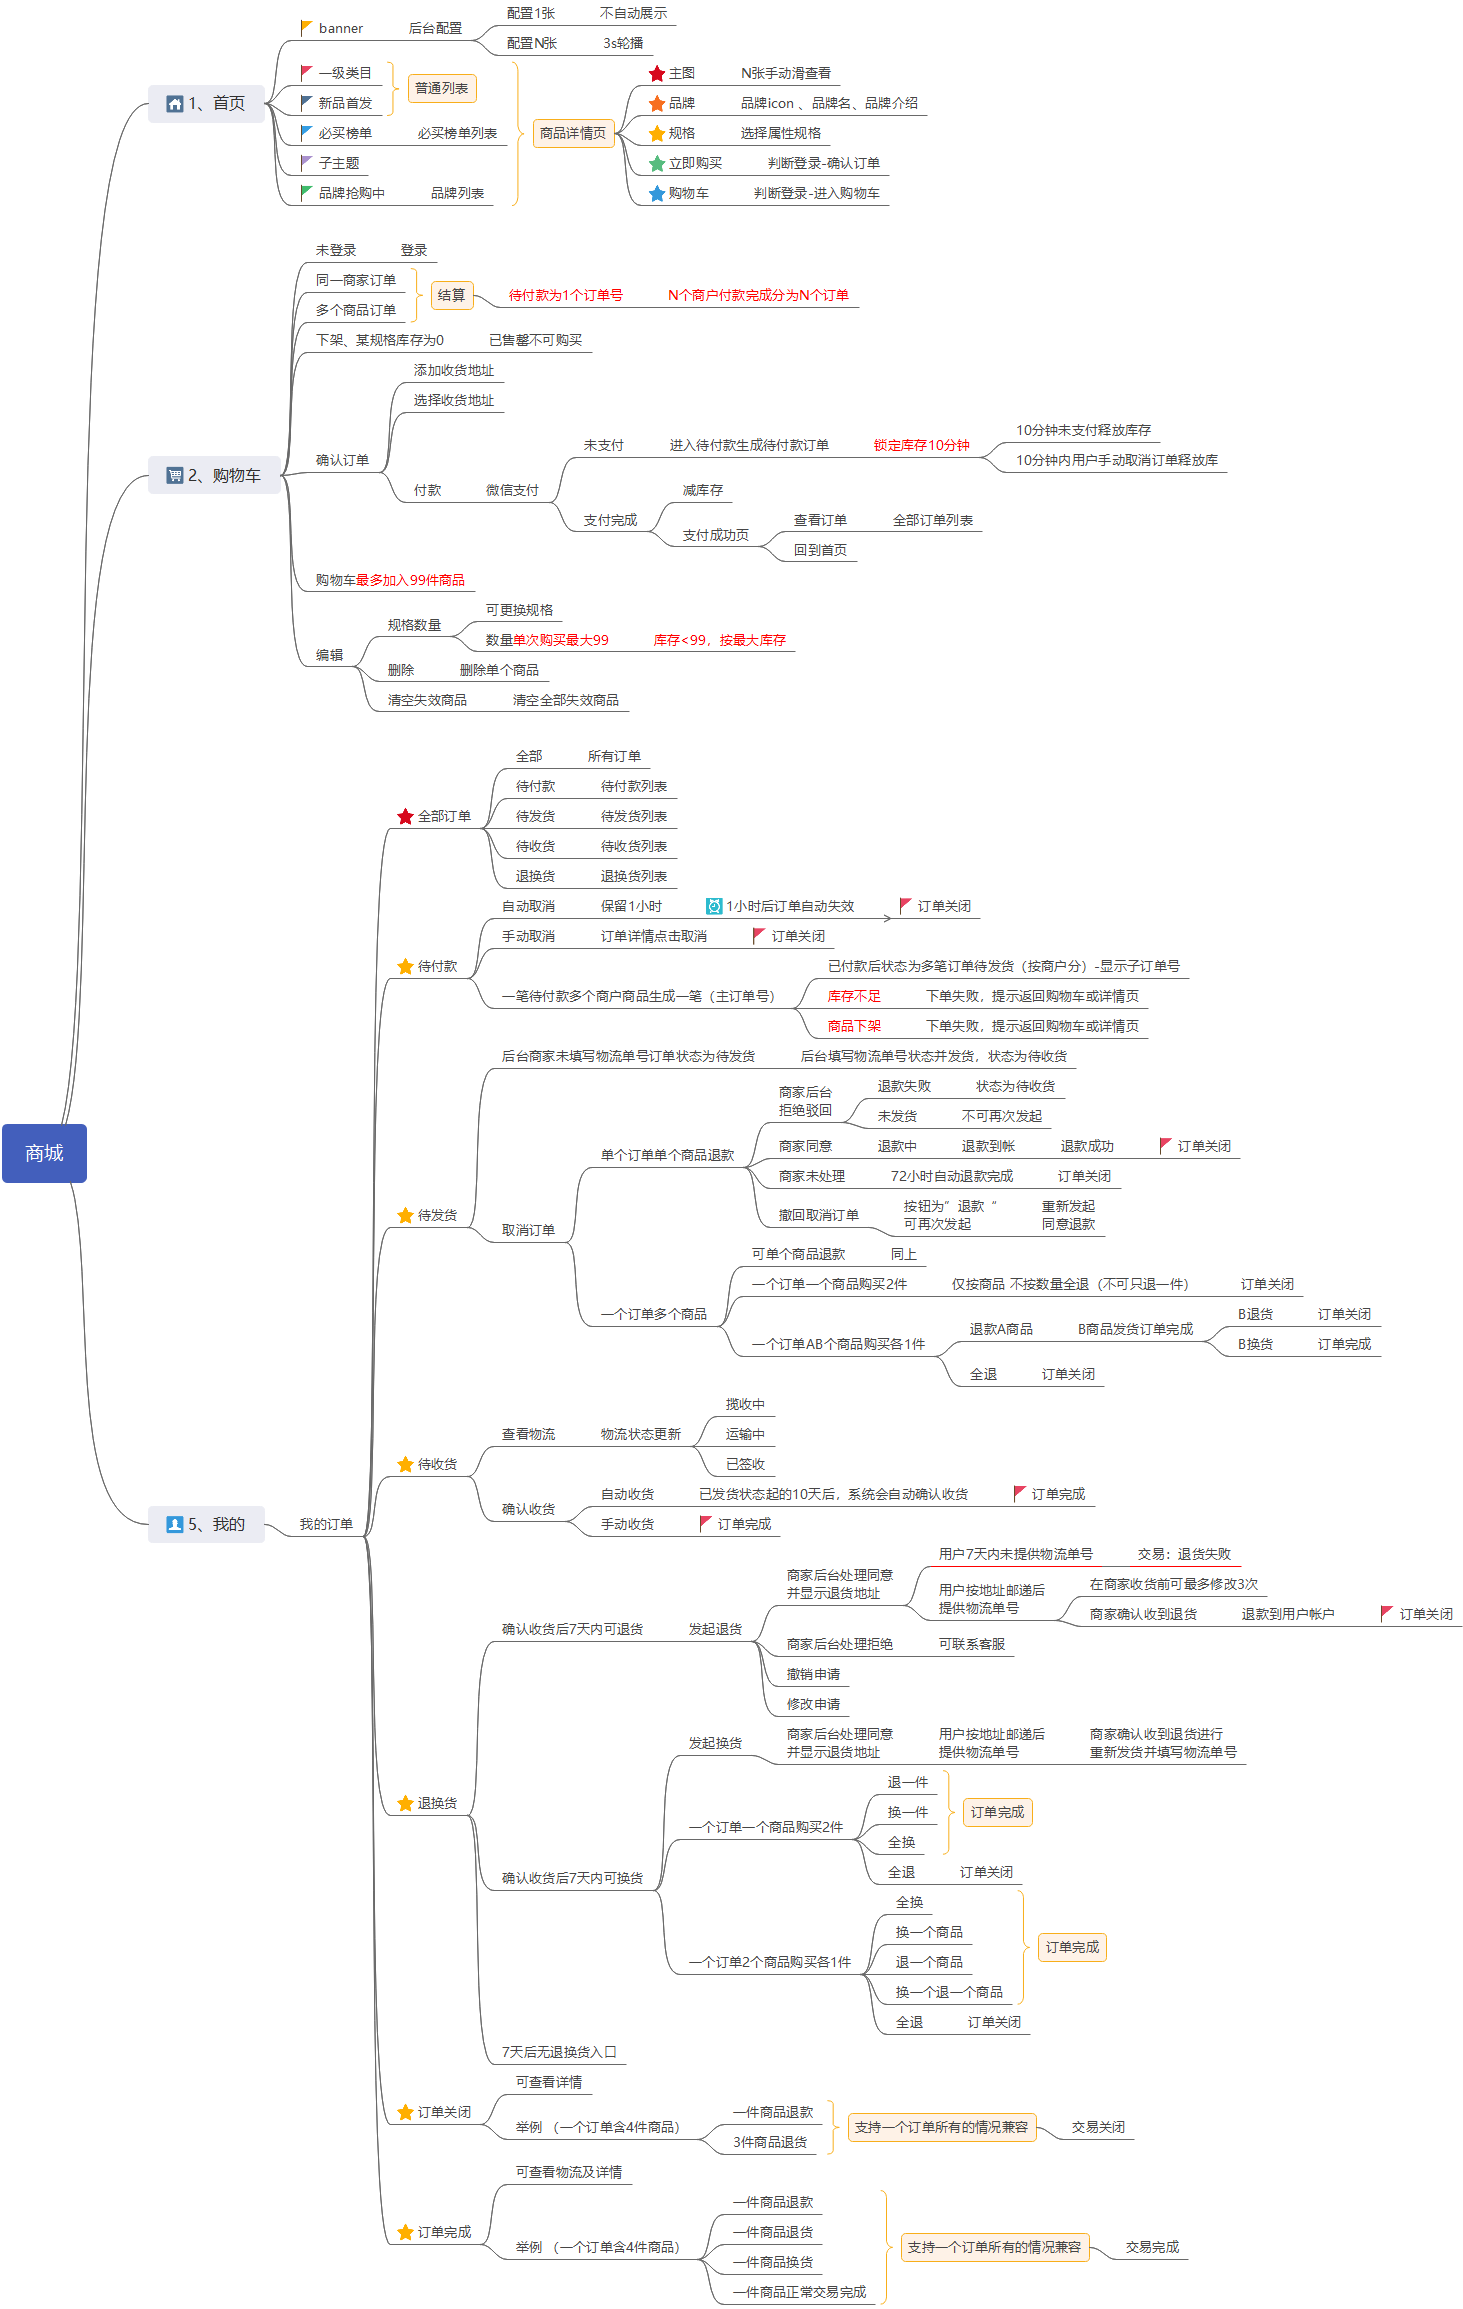 商城
1、首页
banner
后台配置
配置1张
不自动展示
配置N张
3s轮播
一级类目
新品首发
普通列表
必买榜单
必买榜单列表
子主题
品牌抢购中
品牌列表
商品详情页
主图
N张手动滑查看
品牌
品牌icon 、品牌名、品牌介绍
规格
选择属性规格
立即购买
判断登录-确认订单
购物车
判断登录-进入购物车
2、购物车
未登录
登录
同一商家订单
多个商品订单
结算
待付款为1个订单号
N个商户付款完成分为N个订单
下架、某规格库存为0
已售罄不可购买
确认订单
添加收货地址
选择收货地址
付款
微信支付
未支付
进入待付款生成待付款订单
锁定库存10分钟
10分钟未支付释放库存
10分钟内用户手动取消订单释放库
支付完成
减库存
支付成功页
查看订单
全部订单列表
回到首页
购物车最多加入99件商品
编辑
规格数量
可更换规格
数量单次购买最大99
库存<99，按最大库存
删除
删除单个商品
清空失效商品
清空全部失效商品
5、我的
我的订单
全部订单
全部
所有订单
待付款
待付款列表
待发货
待发货列表
待收货
待收货列表
退换货
退换货列表
待付款
自动取消
保留1小时
1小时后订单自动失效
订单关闭
手动取消
订单详情点击取消
订单关闭
一笔待付款多个商户商品生成一笔（主订单号）
已付款后状态为多笔订单待发货（按商户分）-显示子订单号
库存不足
下单失败，提示返回购物车或详情页
商品下架
下单失败，提示返回购物车或详情页
待发货
后台商家未填写物流单号订单状态为待发货
后台填写物流单号状态并发货，状态为待收货
取消订单
单个订单单个商品退款
商家后台
拒绝驳回
退款失败
状态为待收货
未发货
不可再次发起
商家同意
退款中
退款到帐
退款成功
订单关闭
商家未处理
72小时自动退款完成
订单关闭
撤回取消订单
按钮为”退款“
可再次发起
重新发起
同意退款
一个订单多个商品
可单个商品退款
同上
一个订单一个商品购买2件
仅按商品 不按数量全退（不可只退一件）
订单关闭
一个订单AB个商品购买各1件
退款A商品
B商品发货订单完成
B退货
订单关闭
B换货
订单完成
全退
订单关闭
待收货
查看物流
物流状态更新
揽收中
运输中
已签收
确认收货
自动收货
已发货状态起的10天后，系统会自动确认收货
订单完成
手动收货
订单完成
退换货
确认收货后7天内可退货
发起退货
商家后台处理同意
并显示退货地址
用户7天内未提供物流单号
交易：退货失败
用户按地址邮递后
提供物流单号
在商家收货前可最多修改3次
商家确认收到退货
退款到用户帐户
订单关闭
商家后台处理拒绝
可联系客服
撤销申请
修改申请
确认收货后7天内可换货
发起换货
商家后台处理同意
并显示退货地址
用户按地址邮递后
提供物流单号
商家确认收到退货进行
重新发货并填写物流单号
一个订单一个商品购买2件
退一件
换一件
全换
订单完成
全退
订单关闭
一个订单2个商品购买各1件
全换
换一个商品
退一个商品
换一个退一个商品
订单完成
全退
订单关闭
7天后无退换货入口
订单关闭
可查看详情
举例 （一个订单含4件商品）
一件商品退款
3件商品退货
支持一个订单所有的情况兼容
交易关闭
订单完成
可查看物流及详情
举例 （一个订单含4件商品）
一件商品退款
一件商品退货
一件商品换货
一件商品正常交易完成
支持一个订单所有的情况兼容
交易完成